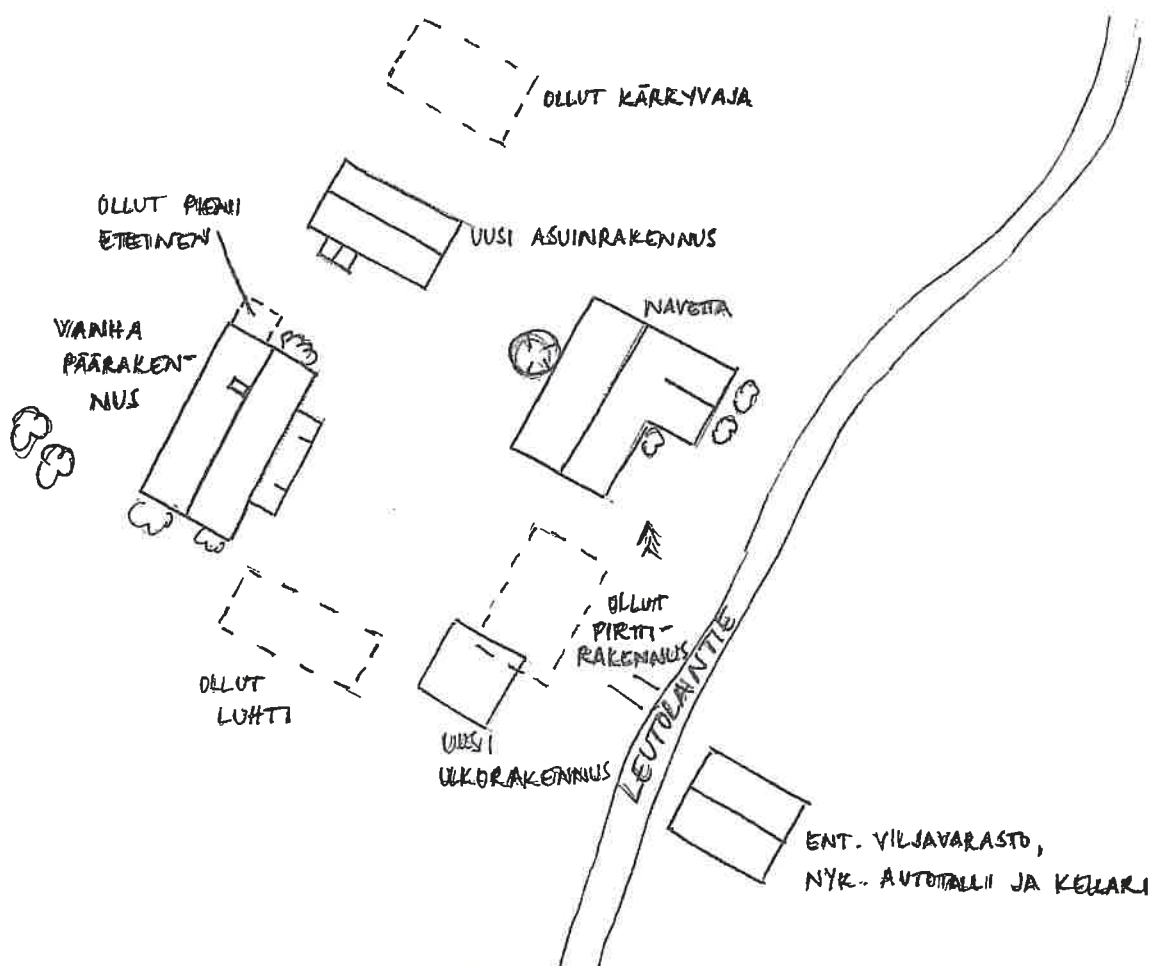 OLLUT KÄRRYVAJA
OLLUT PIENI
ETEINEN
UUSI ASUINRAKENNUS
NAVETTA
VANHA
PÄÄRAKEN-
NUS
OLLUT
PIRTTI-
RAKENNUS
OLLUT
LUHTI
UUSI
ULKORAKENNUS
LEUTOLAINTIE
ENT. VILJAVARASTO,
NYK. AUTOTALLI JA KELLARI